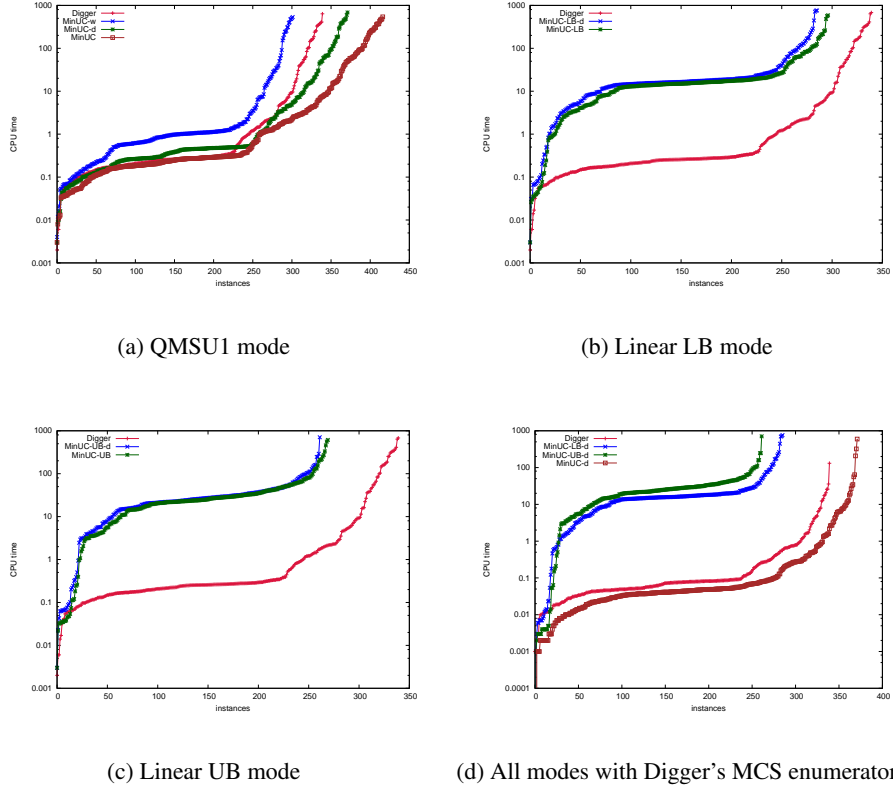 Digger
MinUC-w
MinUC-d
MinUC
1000
100
10
1
0.1
0.01
0.001
CPU time
0 50 100 150 200 250 300 350 400 450
instances
(a) QMSU1 mode
Digger
MinUC-LB-d
MinUC-LB
1000
100
10
1
0.1
0.01
0.001
CPU time
0 50 100 150 200 250 300 350
instances
(b) Linear LB mode
Digger
MinUC-UB-d
MinUC-UB
1000
100
10
1
0.1
0.01
0.001
CPU time
0 50 100 150 200 250 300 350
instances
(c) Linear UB mode
Digger
MinUC-LB-d
MinUC-UB-d
MinUC-d
1000
100
10
1
0.1
0.01
0.001
0.0001
CPU time
0 50 100 150 200 250 300 350 400
instances
(d) All modes with Digger's MCS enumerator